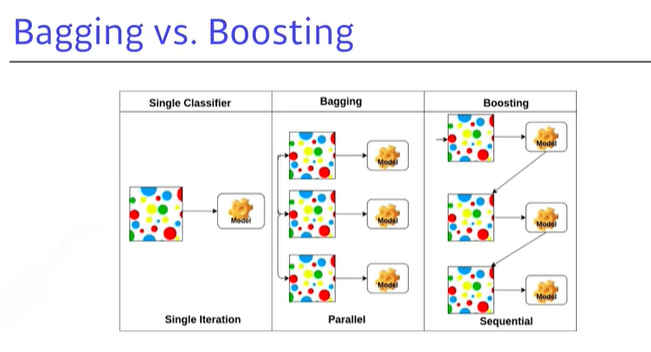 Bagging vs. Boosting
Single Classifier
Bagging
Boosting
Model
Model
Model
Model
Model
Model
Model
Single Iteration
Parallel
Sequential